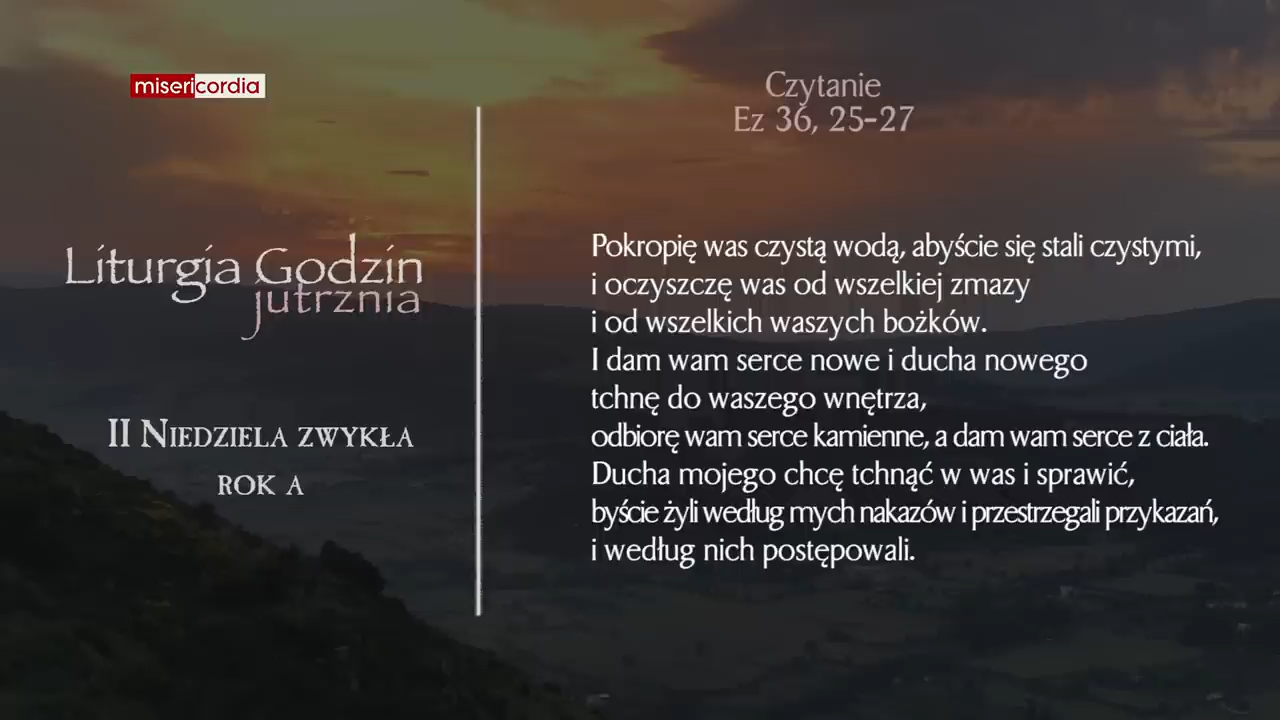 misericordia
Liturgia Godzin
jutrznia
II Niedziela zwykła
rok A
Czytanie
Ez 36, 25-27
Pokropię was czystą wodą, abyście się stali czystymi,
i oczyszczę was od wszelkiej zmazy
i od wszelkich waszych bożków.
I dam wam serce nowe i ducha nowego
tchnę do waszego wnętrza,
odbiorę wam serce kamienne, a dam wam serce z ciała.
Ducha mojego chcę tchnąć w was i sprawić,
byście żyli według mych nakazów i przestrzegali przykazań,
i według nich postępowali.